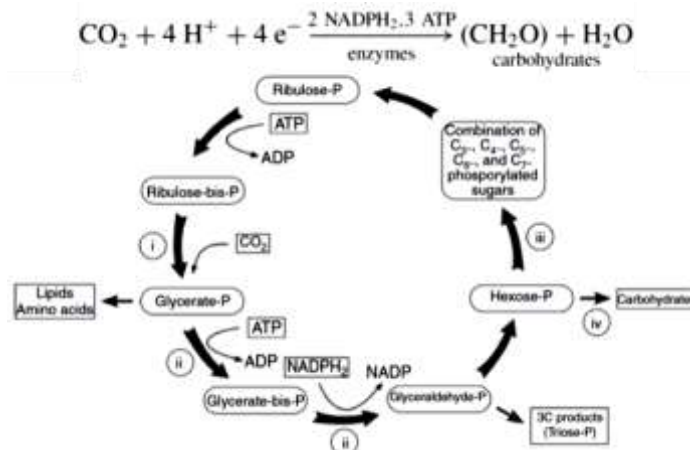 CO₂ + 4 H⁺ + 4 e⁻ 2 NADPH₂.3 ATP (CH₂O) + H₂O
enzymes carbohydrates
Ribulose-P
ATP
ADP
Combination of
C₃-, C₄-, C₅-,
C₆-, and C₇-
phosporylated
sugars
Ribulose-bis-P
i
CO₂
iii
Lipids
Amino acids
Glycerate-P
Hexose-P
Carbohydrate
iv
ATP
ii
ADP
NADPH₂
NADP
Glycerate-bis-P
Glyceraldehyde-P
ii
3C products
(Triose-P)